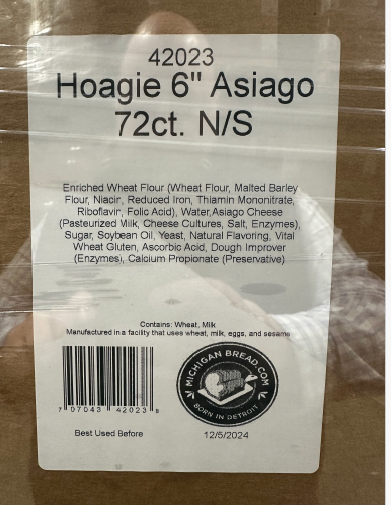 42023
Hoagie 6" Asiago
72ct. N/S
Enriched Wheat Flour (Wheat Flour, Malted Barley
Flour, Niacin, Reduced Iron, Thiamin Mononitrate,
Riboflavin, Folic Acid), Water,Asiago Cheese
(Pasteurized Milk, Cheese Cultures, Salt, Enzymes),
Sugar, Soybean Oil, Yeast, Natural Flavoring, Vital
Wheat Gluten, Ascorbic Acid, Dough Improver
(Enzymes), Calcium Propionate (Preservative)
Contains: Wheat, Milk
Manufactured in a facility that uses wheat, milk, eggs, and sesame
MICHIGAN BREAD.COM
BORN IN DETROIT
7 07043 42023 8
Best Used Before
12/5/2024